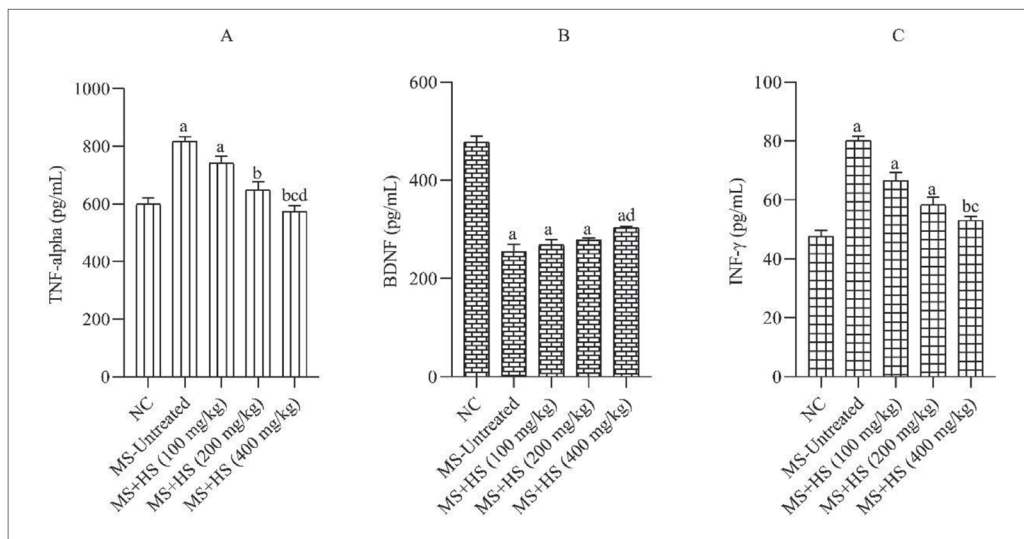 A
TNF-alpha (pg/mL)
1000
800
600
400
200
0
a
a
b
bcd
NC
MS-Untreated
MS+HS (100 mg/kg)
MS+HS (200 mg/kg)
MS+HS (400 mg/kg)
B
BDNF (pg/mL)
600
400
200
0
a
a
a
ad
NC
MS-Untreated
MS+HS (100 mg/kg)
MS+HS (200 mg/kg)
MS+HS (400 mg/kg)
C
INF-γ (pg/mL)
100
80
60
40
20
0
a
a
a
bc
NC
MS-Untreated
MS+HS (100 mg/kg)
MS+HS (200 mg/kg)
MS+HS (400 mg/kg)